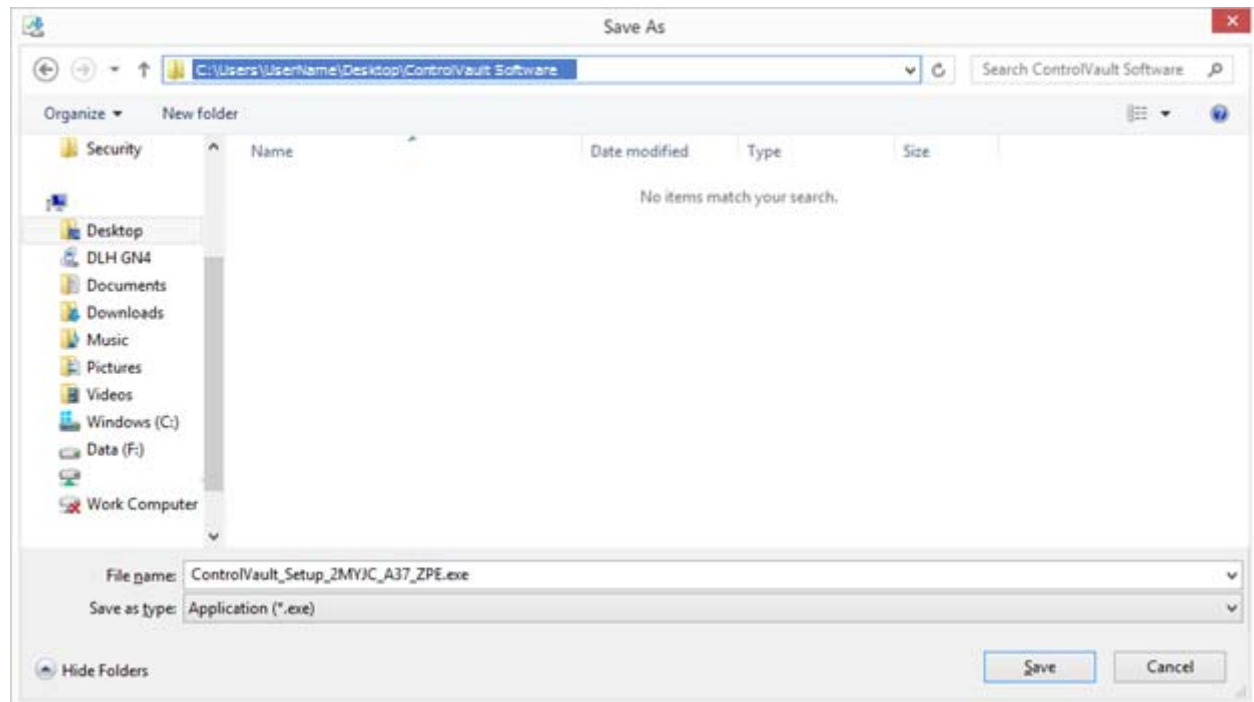 Save As
C:\Users\UserName\Desktop\ControlVault Software
Search ControlVault Software
Organize
New folder
Name
Date modified
Type
Size
No items match your search.
Security
Desktop
DLH GN4
Documents
Downloads
Music
Pictures
Videos
Windows (C:)
Data (F:)
Work Computer
File name: ControlVault_Setup_2MYJC_A37_ZPE.exe
Save as type: Application (*.exe)
Hide Folders
Save
Cancel